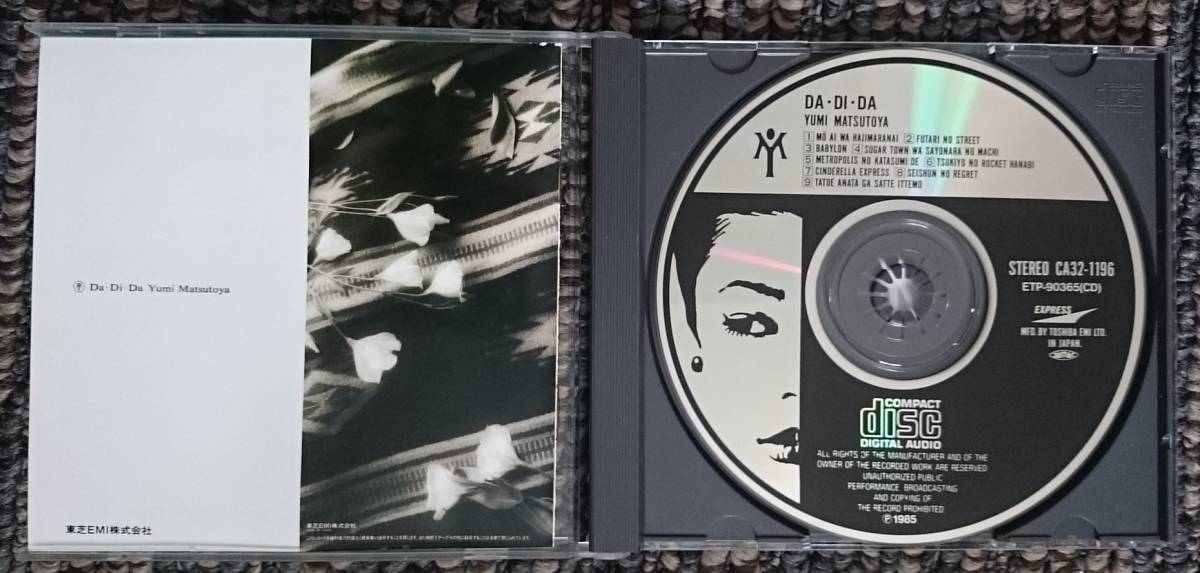 Da·Di·Da Yumi Matsutoya
東芝EMI株式会社
東芝EMI株式会社
DA·DI·DA
YUMI MATSUTOYA
1 MŌ AI WA HAJIMARANAI 2 FUTARI NO STREET
3 BABYLON 4 SUGAR TOWN WA SAYONARA NO MACHI
5 METROPOLIS NO KATASUMI DE 6 TSUKIYO NO ROCKET HANABI
7 CINDERELLA EXPRESS 8 SEISHUN NO REGRET
9 TATOE ANATA GA SATTE ITTEMO
STEREO CA32-1196
ETP-90365(CD)
EXPRESS
MFD. BY TOSHIBA EMI LTD.
IN JAPAN.
COMPACT
disc
DIGITAL AUDIO
ALL RIGHTS OF THE MANUFACTURER AND OF THE
OWNER OF THE RECORDED WORK ARE RESERVED
UNAUTHORIZED PUBLIC
PERFORMANCE BROADCASTING
AND COPYING OF
THE RECORD PROHIBITED
Ⓟ1985